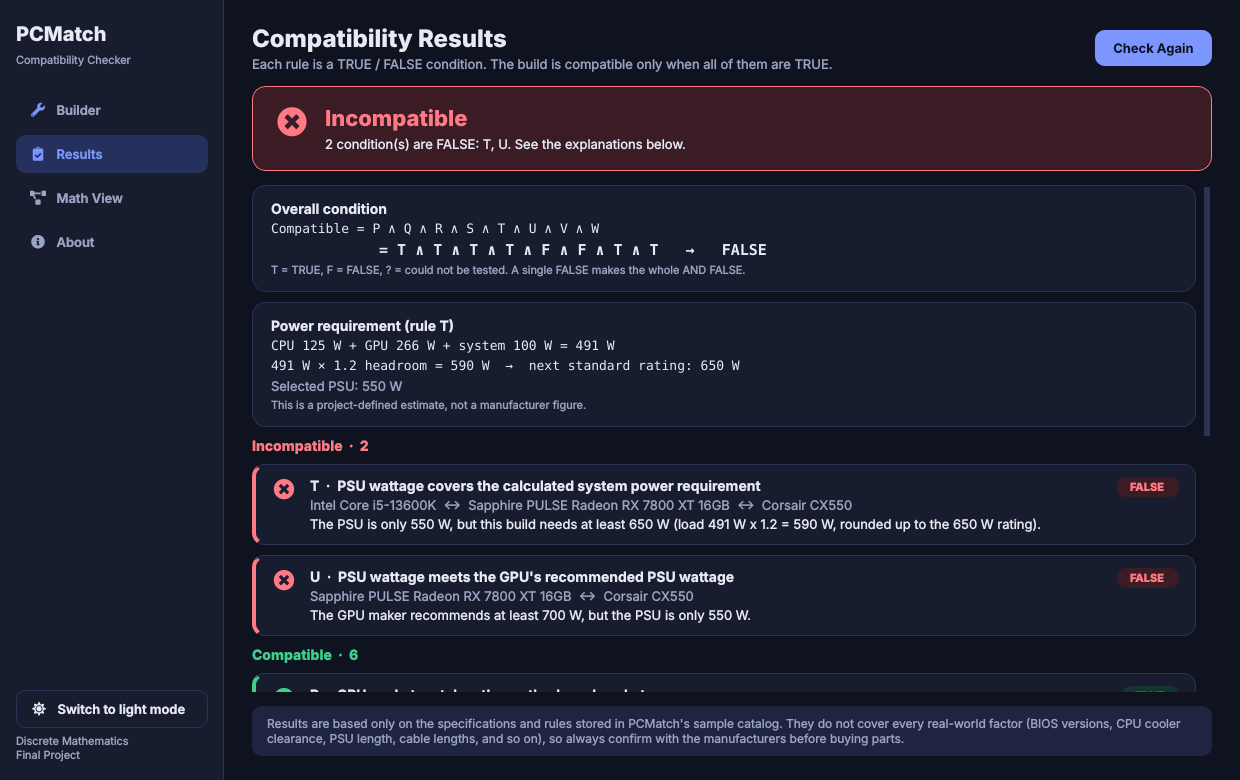 PCMatch
Compatibility Checker
Builder
Results
Math View
About
Switch to light mode
Discrete Mathematics
Final Project
Compatibility Results
Each rule is a TRUE / FALSE condition. The build is compatible only when all of them are TRUE.
Check Again
Incompatible
2 condition(s) are FALSE: T, U. See the explanations below.
Overall condition
Compatible = P ∧ Q ∧ R ∧ S ∧ T ∧ U ∧ V ∧ W
= T ∧ T ∧ T ∧ T ∧ F ∧ F ∧ T ∧ T → FALSE
T = TRUE, F = FALSE, ? = could not be tested. A single FALSE makes the whole AND FALSE.
Power requirement (rule T)
CPU 125 W + GPU 266 W + system 100 W = 491 W
491 W × 1.2 headroom = 590 W → next standard rating: 650 W
Selected PSU: 550 W
This is a project-defined estimate, not a manufacturer figure.
Incompatible · 2
T · PSU wattage covers the calculated system power requirement
FALSE
Intel Core i5-13600K ↔ Sapphire PULSE Radeon RX 7800 XT 16GB ↔ Corsair CX550
The PSU is only 550 W, but this build needs at least 650 W (load 491 W x 1.2 = 590 W, rounded up to the 650 W rating).
U · PSU wattage meets the GPU's recommended PSU wattage
FALSE
Sapphire PULSE Radeon RX 7800 XT 16GB ↔ Corsair CX550
The GPU maker recommends at least 700 W, but the PSU is only 550 W.
Compatible · 6
Results are based only on the specifications and rules stored in PCMatch's sample catalog. They do not cover every real-world factor (BIOS versions, CPU cooler
clearance, PSU length, cable lengths, and so on), so always confirm with the manufacturers before buying parts.